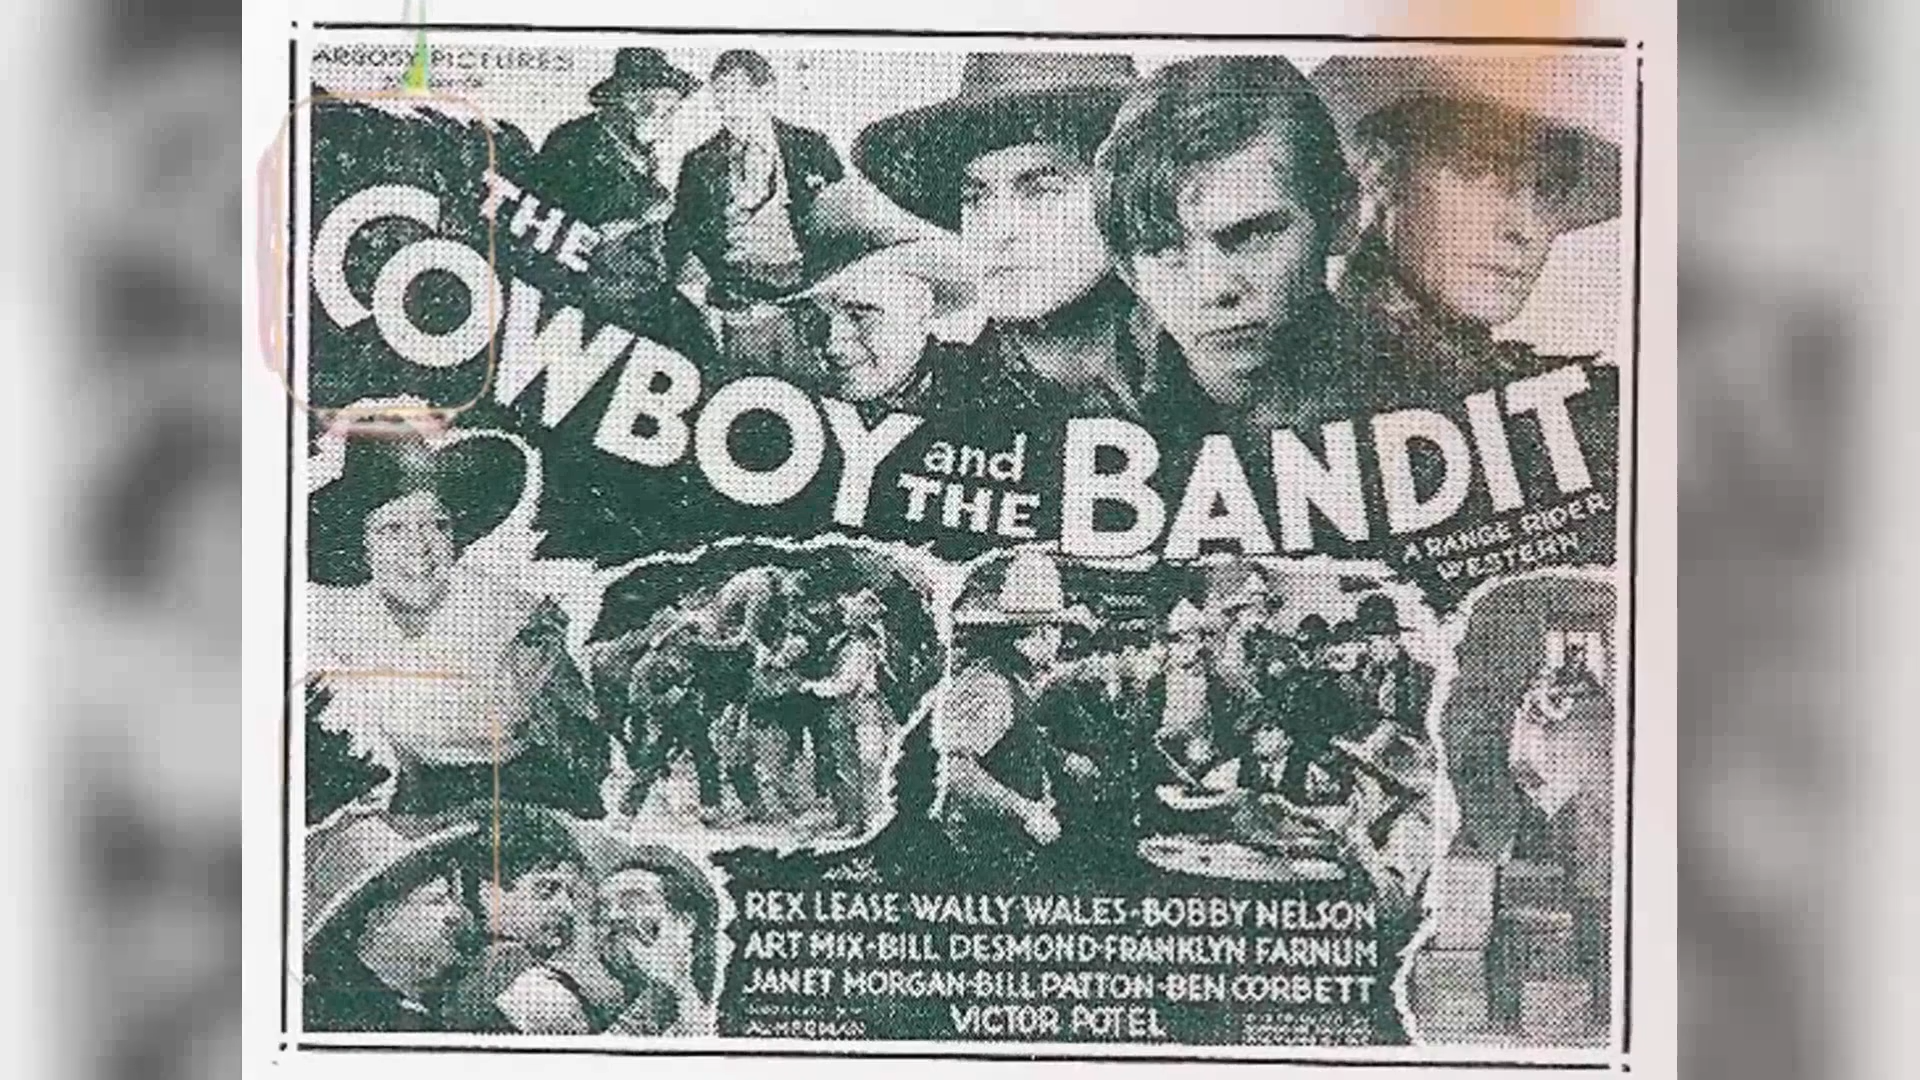 ARGOSY PICTURES
THE
COWBOY
and
THE
BANDIT
A RANGE RIDER
WESTERN
REX LEASE-WALLY WALES-BOBBY NELSON
ART MIX-BILL DESMOND-FRANKLYN FARNUM
JANET MORGAN-BILL PATTON-BEN CORBETT
VICTOR POTEL